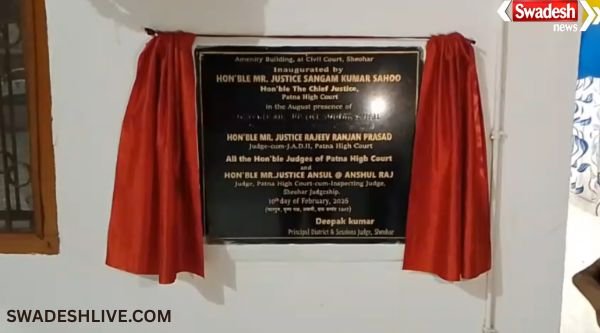 Swadesh
news
Amenity Building, at Civil Court, Sheohar
Inaugurated by
HON'BLE MR. JUSTICE SANGAM KUMAR SAHOO
Hon'ble The Chief Justice,
Patna High Court
in the August presence of
HON'BLE MR. JUSTICE RAJEEV RANJAN PRASAD
Judge-cum-J.A.D.II, Patna High Court
All the Hon'ble Judges of Patna High Court
and
HON'BLE MR.JUSTICE ANSUL @ ANSHUL RAJ
Judge, Patna High Court-cum-Inspecting Judge,
Sheohar Judgeship.
10th day of February, 2026
Deepak kumar
Principal District & Sessions Judge, Sheohar
SWADESHLIVE.COM